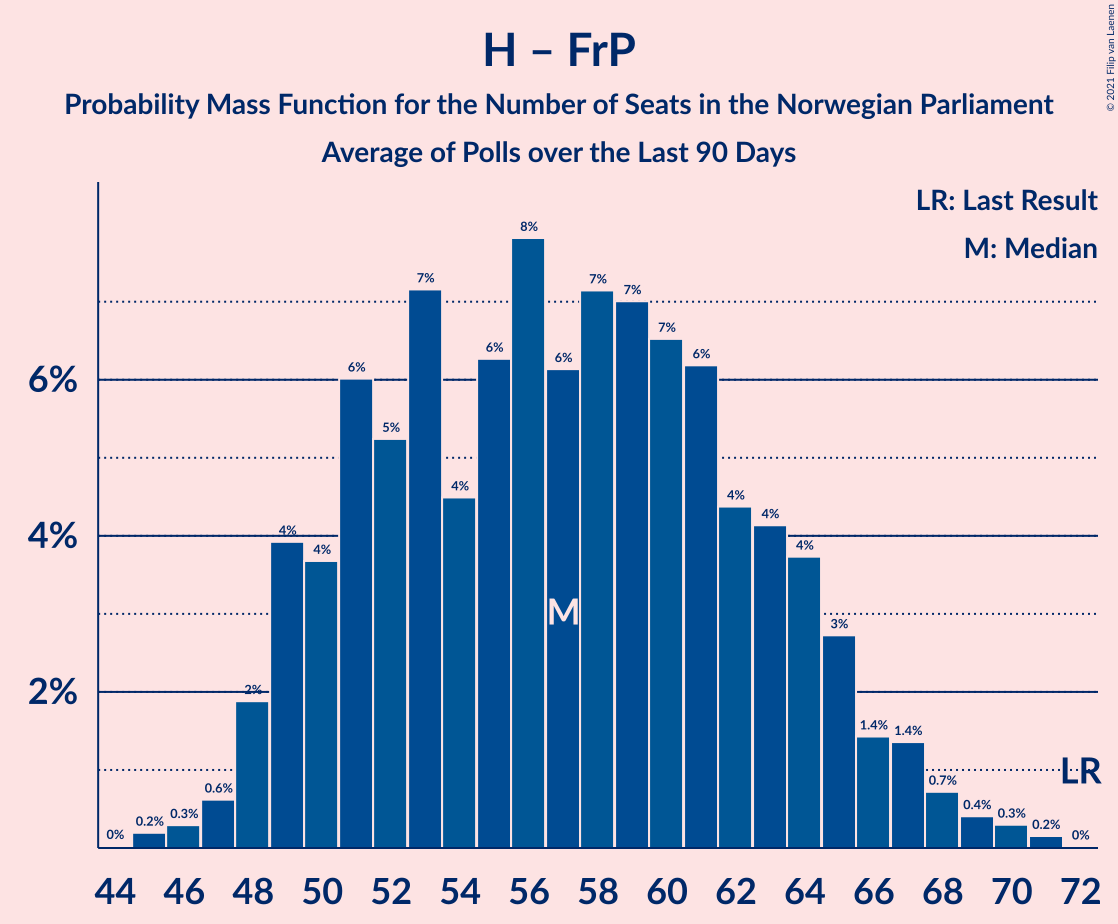 H – FrP
Probability Mass Function for the Number of Seats in the Norwegian Parliament
Average of Polls over the Last 90 Days
© 2021 Filip van Laenen
LR: Last Result
M: Median
6%
4%
2%
0% 0.2% 0.3% 0.6% 2% 4% 4% 6% 5% 7% 4% 6% 8% 6% 7% 7% 7% 6% 4% 4% 4% 3% 1.4% 1.4% 0.7% 0.4% 0.3% 0.2% 0%
M
LR
44 46 48 50 52 54 56 58 60 62 64 66 68 70 72